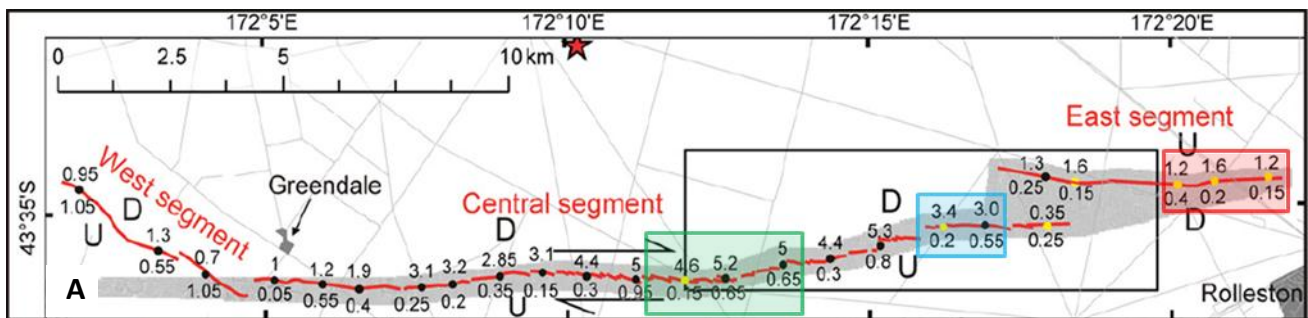 172°5'E 172°10'E 172°15'E 172°20'E
0 2.5 5 10 km
43°35'S
West segment
Greendale
Central segment
East segment
Rolleston
A
U
D
D
U
D
U
U
D
0.95
1.05
1.3
0.55
0.7
1.05
1
0.05
1.2
0.55
1.9
0.4
3.1
0.25
3.2
0.2
2.85
0.35
3.1
0.15
4.4
0.3
5
0.95
4.6
0.15
5.2
0.65
5
0.65
4.4
0.3
5.3
0.8
3.4
0.2
3.0
0.55
0.35
0.25
1.3
0.25
1.6
0.15
1.2
0.4
1.6
0.2
1.2
0.15